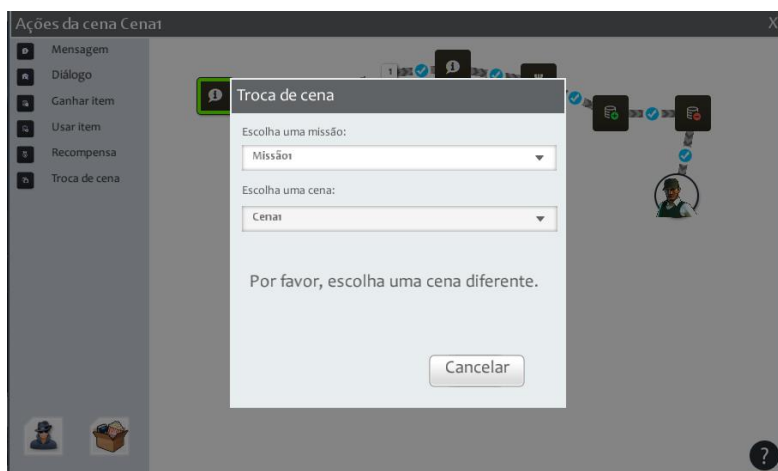 Ações da cena Cena1
X
Mensagem
Diálogo
Ganhar item
Usar item
Recompensa
Troca de cena
1
Troca de cena
Escolha uma missão:
Missão1
Escolha uma cena:
Cena1
Por favor, escolha uma cena diferente.
Cancelar
?